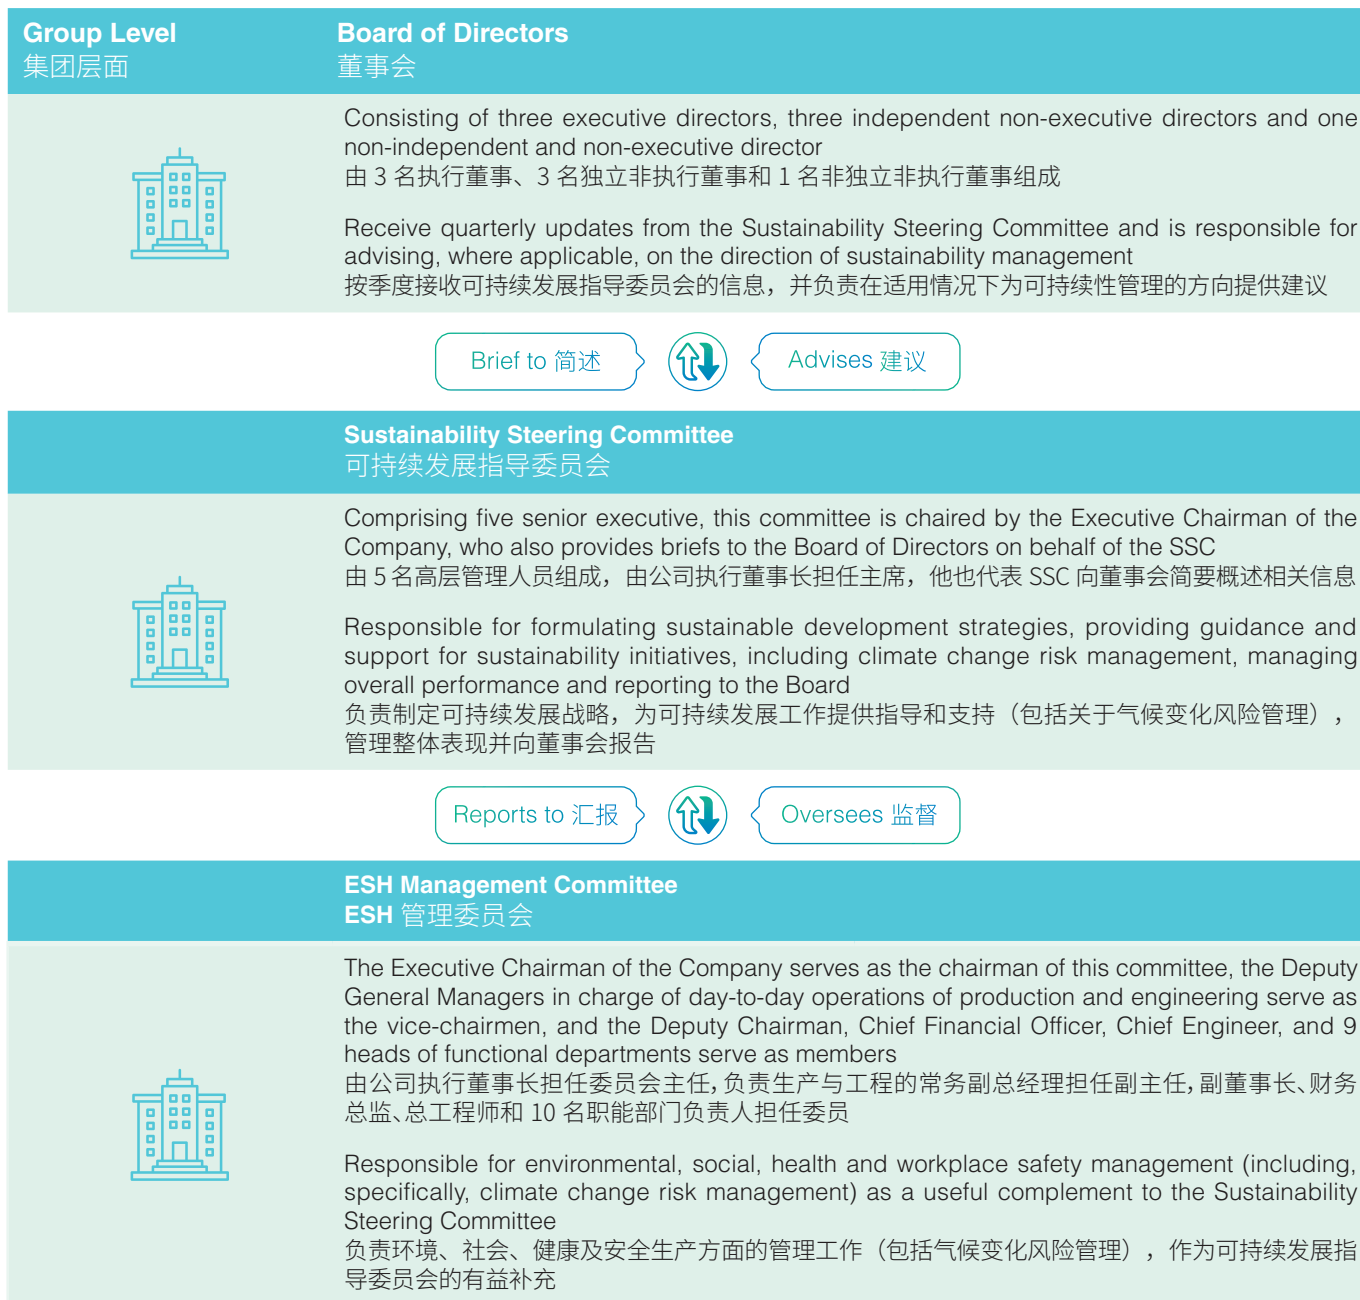 Group Level
集团层面
Board of Directors
董事会
Consisting of three executive directors, three independent non-executive directors and one
non-independent and non-executive director
由 3 名执行董事、3 名独立非执行董事和 1 名非独立非执行董事组成
Receive quarterly updates from the Sustainability Steering Committee and is responsible for
advising, where applicable, on the direction of sustainability management
按季度接收可持续发展指导委员会的信息，并负责在适用情况下为可持续性管理的方向提供建议
Brief to 简述
Advises 建议
Sustainability Steering Committee
可持续发展指导委员会
Comprising five senior executive, this committee is chaired by the Executive Chairman of the
Company, who also provides briefs to the Board of Directors on behalf of the SSC
由 5 名高层管理人员组成，由公司执行董事长担任主席，他也代表 SSC 向董事会简要概述相关信息
Responsible for formulating sustainable development strategies, providing guidance and
support for sustainability initiatives, including climate change risk management, managing
overall performance and reporting to the Board
负责制定可持续发展战略，为可持续发展工作提供指导和支持（包括关于气候变化风险管理），
管理整体表现并向董事会报告
Reports to 汇报
Oversees 监督
ESH Management Committee
ESH 管理委员会
The Executive Chairman of the Company serves as the chairman of this committee, the Deputy
General Managers in charge of day-to-day operations of production and engineering serve as
the vice-chairmen, and the Deputy Chairman, Chief Financial Officer, Chief Engineer, and 9
heads of functional departments serve as members
由公司执行董事长担任委员会主任，负责生产与工程的常务副总经理担任副主任，副董事长、财务
总监、总工程师和 10 名职能部门负责人担任委员
Responsible for environmental, social, health and workplace safety management (including,
specifically, climate change risk management) as a useful complement to the Sustainability
Steering Committee
负责环境、社会、健康及安全生产方面的管理工作（包括气候变化风险管理），作为可持续发展指
导委员会的有益补充